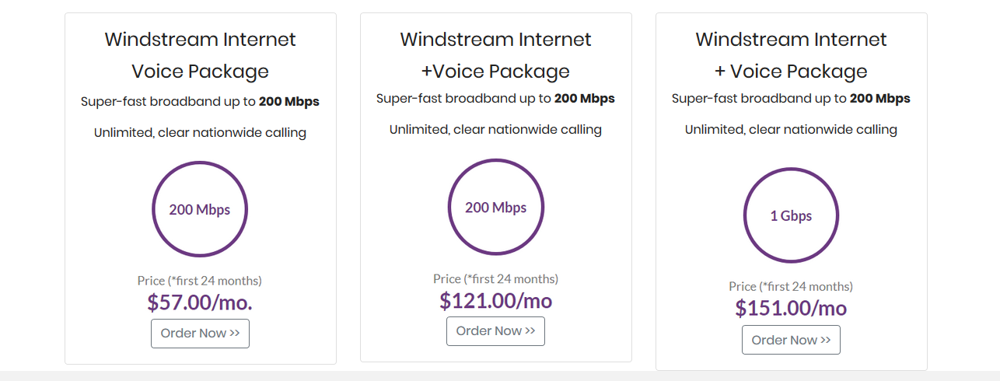 Windstream Internet
Voice Package
Super-fast broadband up to 200 Mbps
Unlimited, clear nationwide calling
200 Mbps
Price (*first 24 months)
$57.00/mo.
Order Now >>
Windstream Internet
+Voice Package
Super-fast broadband up to 200 Mbps
Unlimited, clear nationwide calling
200 Mbps
Price (*first 24 months)
$121.00/mo
Order Now >>
Windstream Internet
+ Voice Package
Super-fast broadband up to 200 Mbps
Unlimited, clear nationwide calling
1 Gbps
Price (*first 24 months)
$151.00/mo
Order Now >>